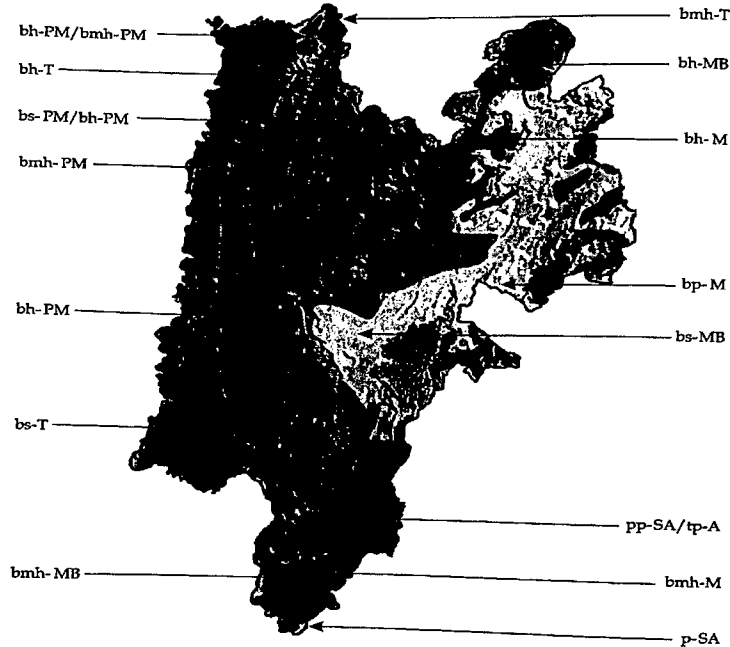 bh-PM/bmh-PM
bh-T
bs-PM/bh-PM
bmh-PM
bh-PM
bs-T
bmh-MB
bmh-T
bh-MB
bh-M
bp-M
bs-MB
pp-SA/tp-A
bmh-M
p-SA